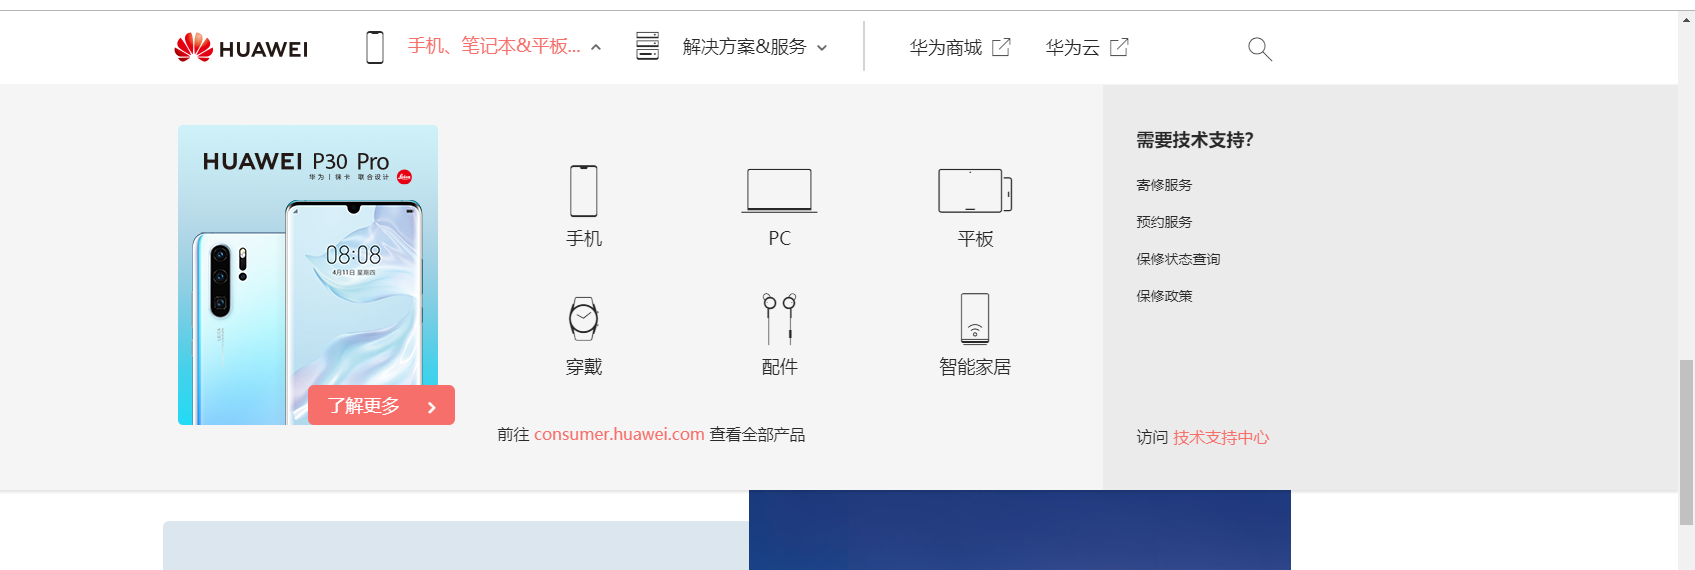 HUAWEI
手机、笔记本&平板...
解决方案&服务
华为商城
华为云
HUAWEI P30 Pro
华为 | 徕卡 联合设计
08:08
4月11日 星期四
了解更多
手机
PC
平板
穿戴
配件
智能家居
前往 consumer.huawei.com 查看全部产品
需要技术支持?
寄修服务
预约服务
保修状态查询
保修政策
访问 技术支持中心